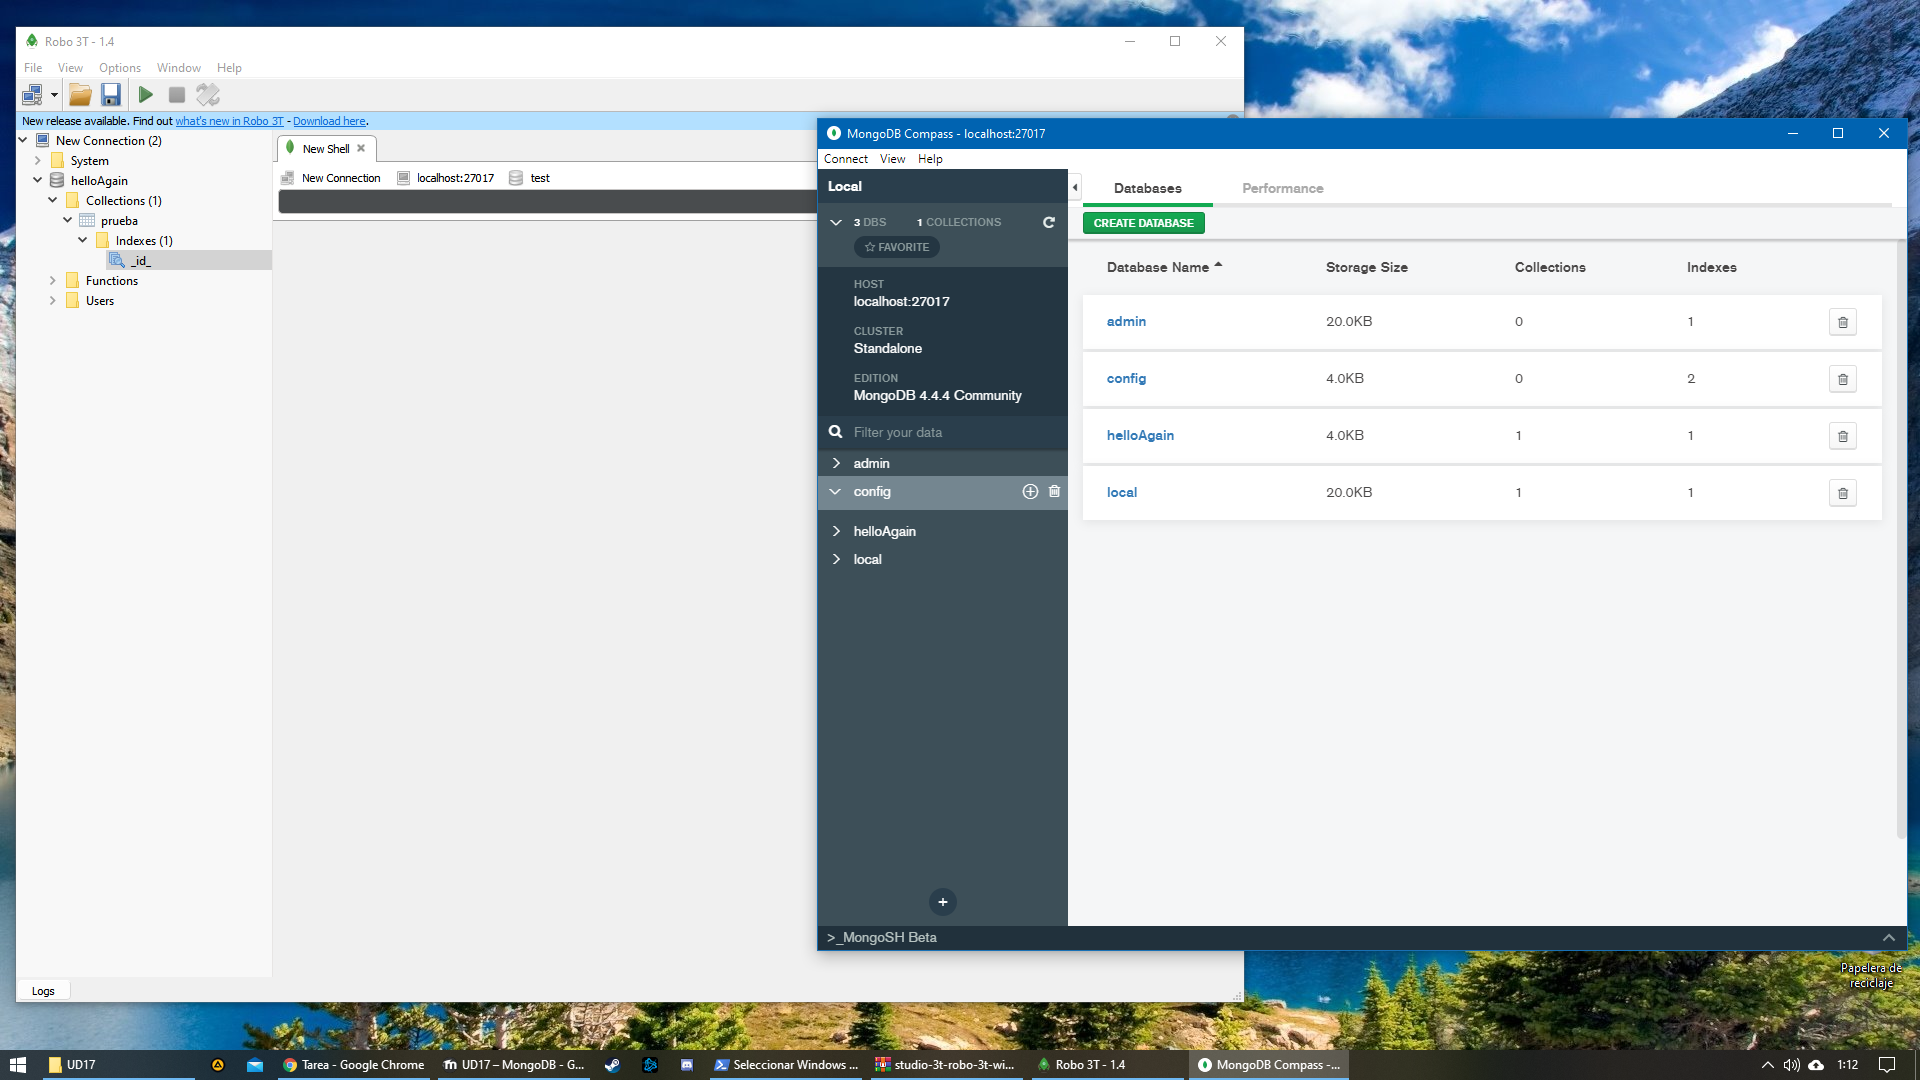 Robo 3T - 1.4
File View Options Window Help
New release available. Find out what's new in Robo 3T - Download here.
New Connection (2)
System
helloAgain
Collections (1)
prueba
Indexes (1)
_id_
Functions
Users
New Shell
New Connection localhost:27017 test
Logs
MongoDB Compass - localhost:27017
Connect View Help
Local
3 DBS 1 COLLECTIONS
FAVORITE
HOST
localhost:27017
CLUSTER
Standalone
EDITION
MongoDB 4.4.4 Community
Filter your data
admin
config
helloAgain
local
>_MongoSH Beta
Databases Performance
CREATE DATABASE
Database Name Storage Size Collections Indexes
admin 20.0KB 0 1
config 4.0KB 0 2
helloAgain 4.0KB 1 1
local 20.0KB 1 1
Papelera de
reciclaje
UD17 Tarea - Google Chrome UD17 – MongoDB - G... Seleccionar Windows ... studio-3t-robo-3t-wi... Robo 3T - 1.4 MongoDB Compass -... 1:12